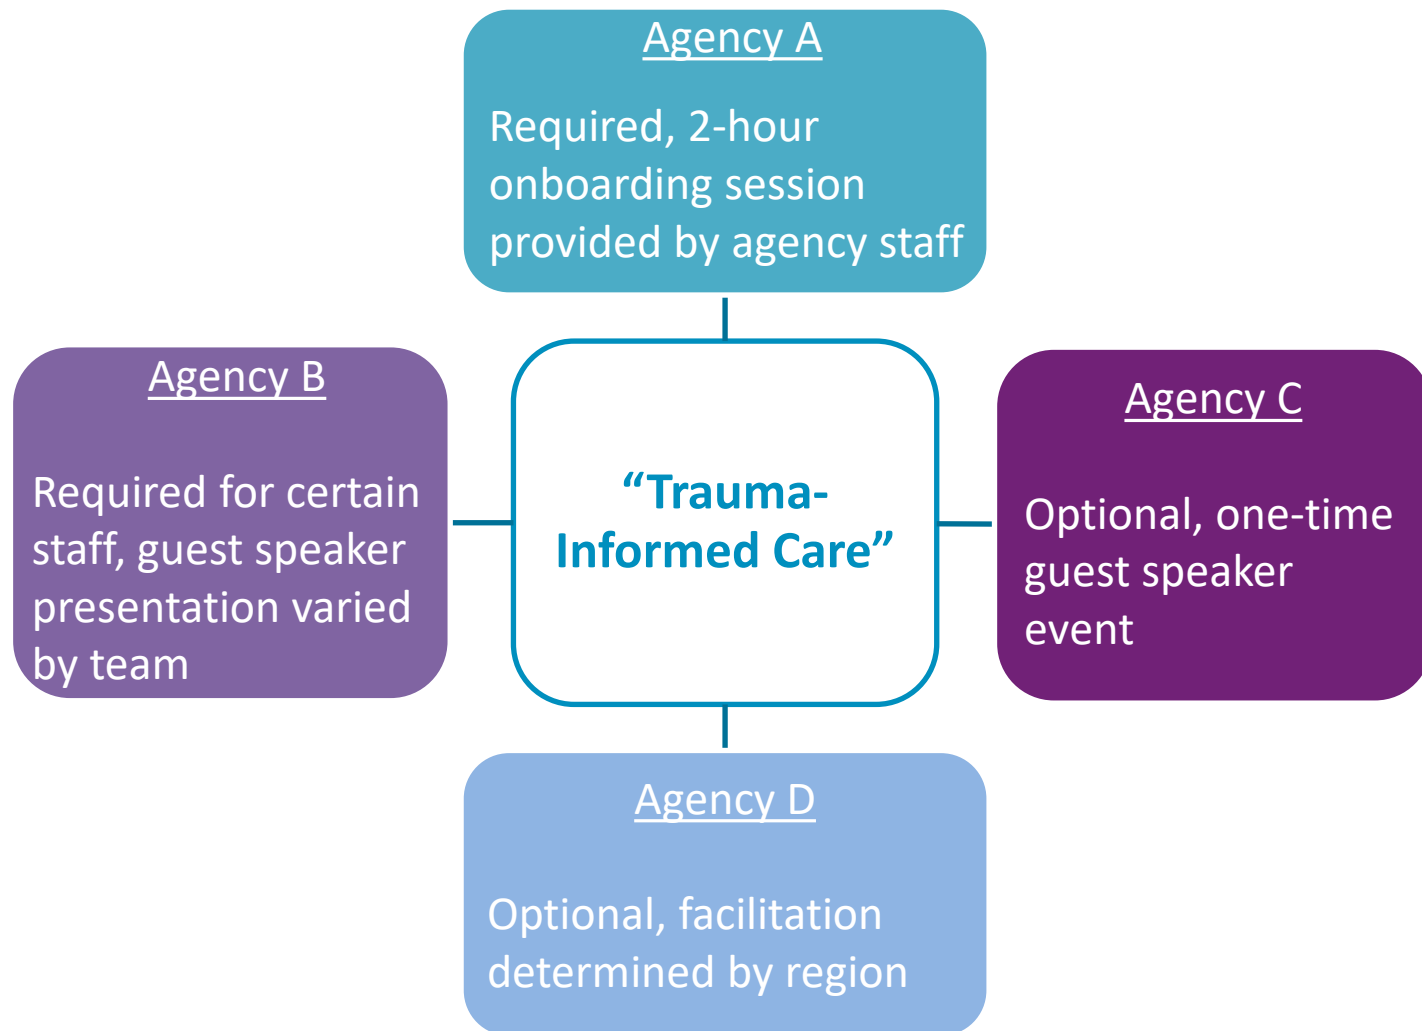 Agency A
Required, 2-hour
onboarding session
provided by agency staff
Agency B
Required for certain
staff, guest speaker
presentation varied
by team
“Trauma-
Informed Care”
Agency C
Optional, one-time
guest speaker
event
Agency D
Optional, facilitation
determined by region